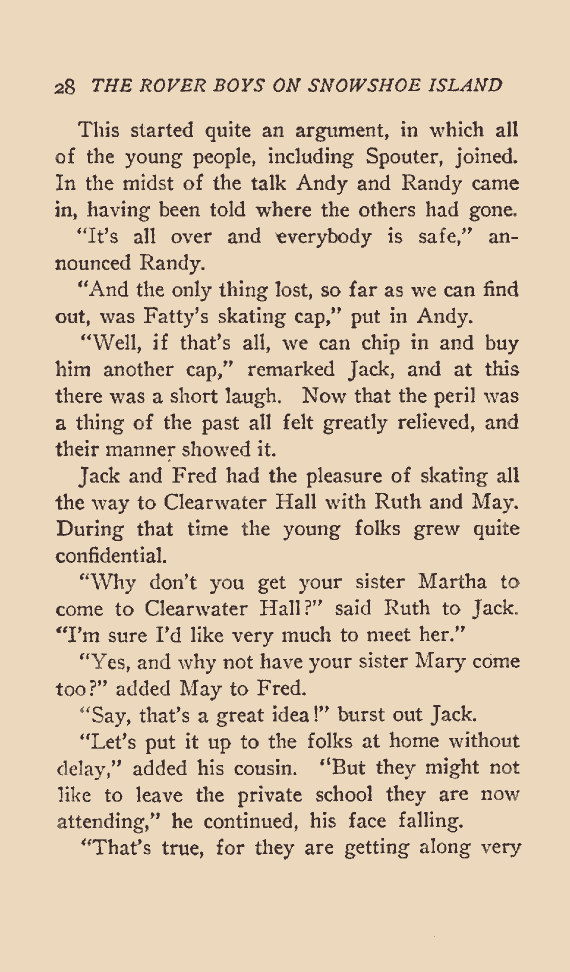 28 THE ROVER BOYS ON SNOWSHOE ISLAND
This started quite an argument, in which all
of the young people, including Spouter, joined.
In the midst of the talk Andy and Randy came
in, having been told where the others had gone.
“It’s all over and everybody is safe,” an-
nounced Randy.
“And the only thing lost, so far as we can find
out, was Fatty’s skating cap,” put in Andy.
“Well, if that’s all, we can chip in and buy
him another cap,” remarked Jack, and at this
there was a short laugh. Now that the peril was
a thing of the past all felt greatly relieved, and
their manner showed it.
Jack and Fred had the pleasure of skating all
the way to Clearwater Hall with Ruth and May.
During that time the young folks grew quite
confidential.
“Why don’t you get your sister Martha to
come to Clearwater Hall?” said Ruth to Jack.
“I’m sure I’d like very much to meet her.”
“Yes, and why not have your sister Mary come
too?” added May to Fred.
“Say, that’s a great idea!” burst out Jack.
“Let’s put it up to the folks at home without
delay,” added his cousin. “But they might not
like to leave the private school they are now
attending,” he continued, his face falling.
“That’s true, for they are getting along very